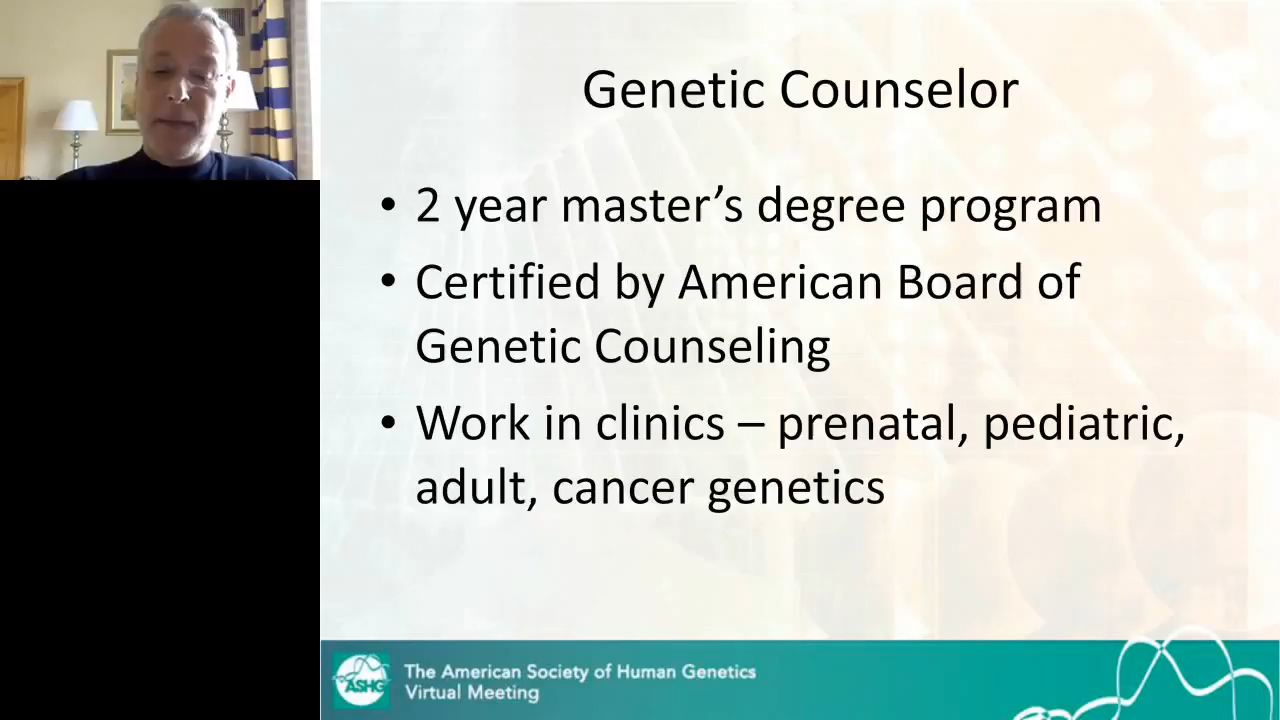 Genetic Counselor
• 2 year master’s degree program
• Certified by American Board of
Genetic Counseling
• Work in clinics – prenatal, pediatric,
adult, cancer genetics
ASHG
The American Society of Human Genetics
Virtual Meeting